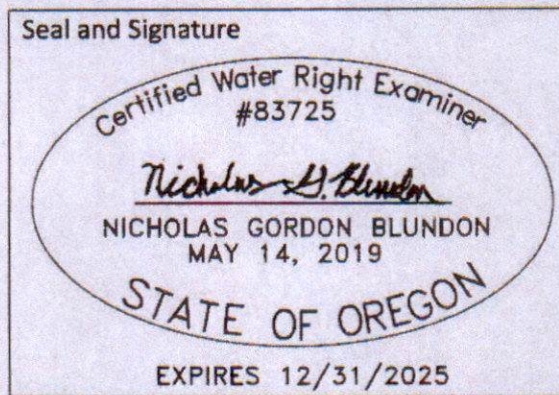 Seal and Signature
Certified Water Right Examiner
#83725
Nicholas G. Blundon
NICHOLAS GORDON BLUNDON
MAY 14, 2019
STATE OF OREGON
EXPIRES 12/31/2025